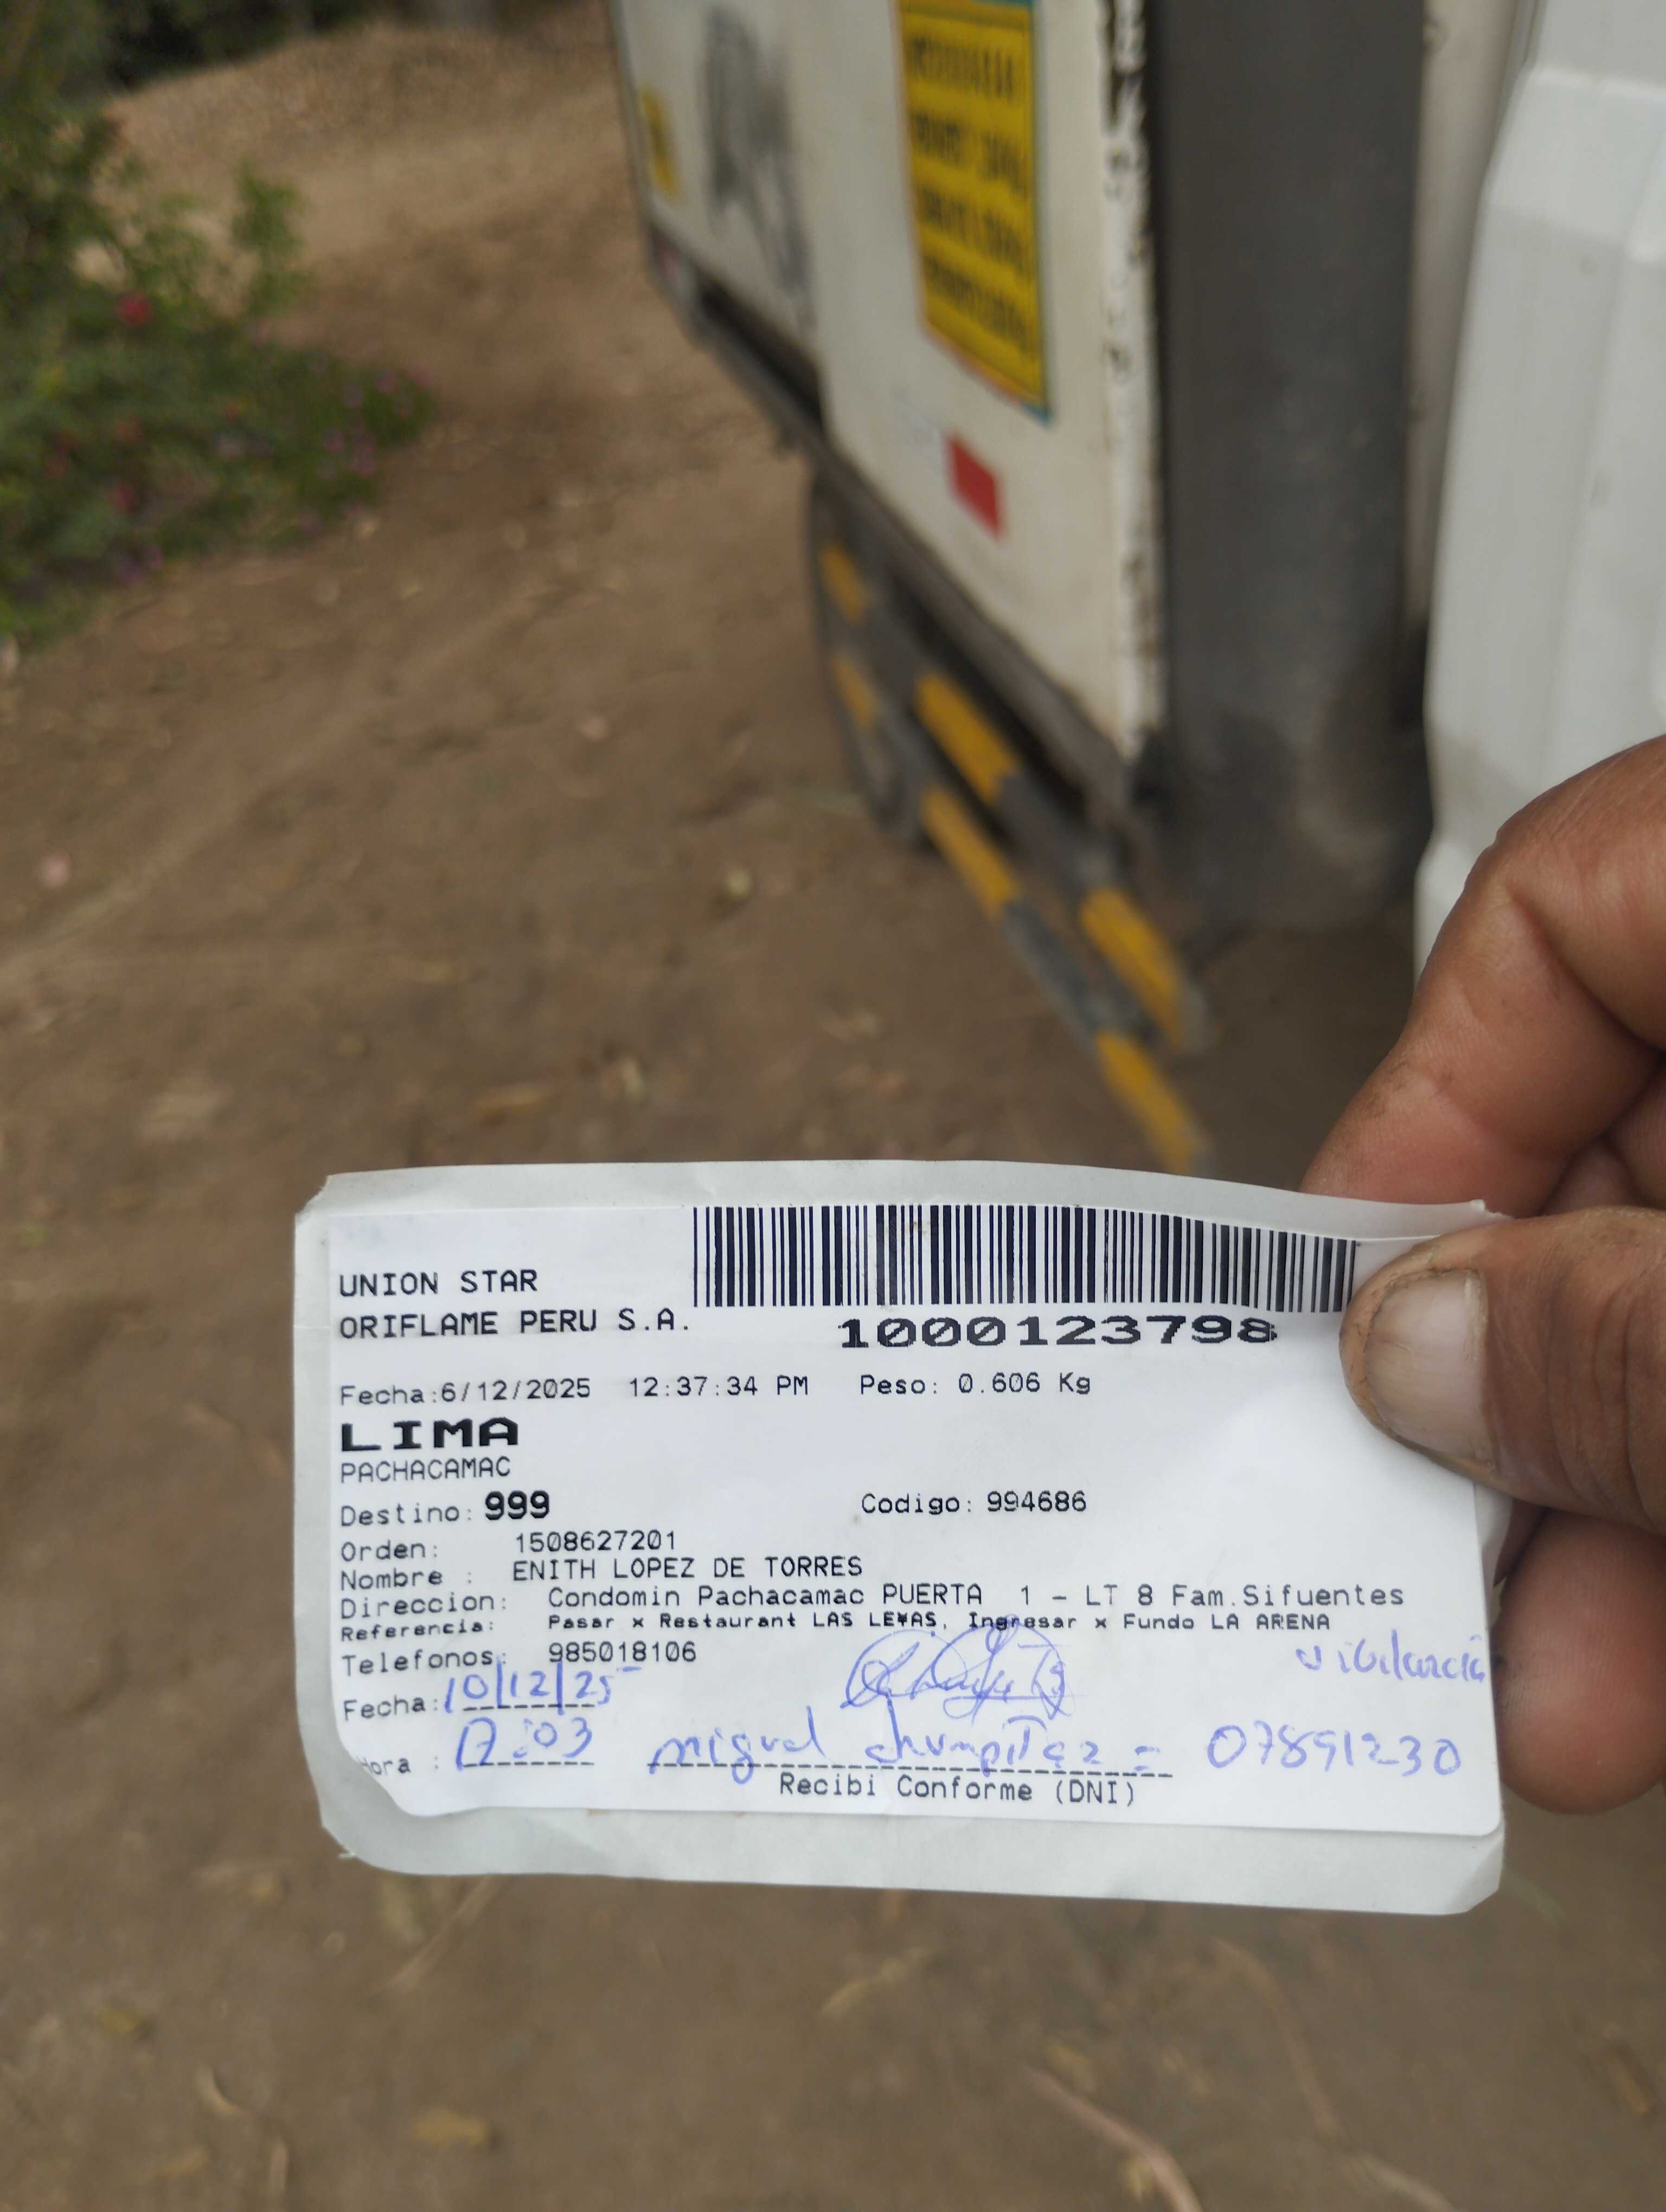 UNION STAR
ORIFLAME PERU S.A.
1000123798
Fecha:6/12/2025 12:37:34 PM Peso: 0.606 Kg
LIMA
PACHACAMAC
Destino: 999 Codigo: 994686
Orden: 1508627201
Nombre : ENITH LOPEZ DE TORRES
Direccion: Condomin Pachacamac PUERTA 1 - LT 8 Fam.Sifuentes
Referencia: Pasar x Restaurant LAS LE¥AS, Ingresar x Fundo LA ARENA
Telefonos: 985018106
vigilancia
Fecha: 10/12/25
Hora : 12:03 miguel chumpitaz = 07891230
Recibi Conforme (DNI)